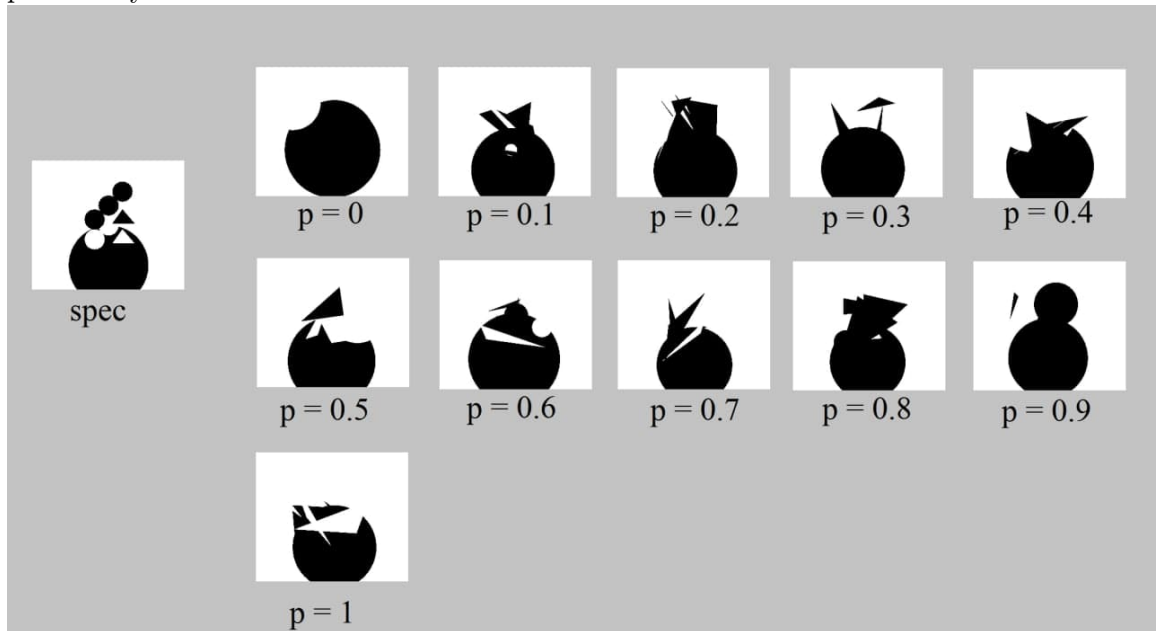 p = 0
p = 0.1
p = 0.2
p = 0.3
p = 0.4
spec
p = 0.5
p = 0.6
p = 0.7
p = 0.8
p = 0.9
p = 1